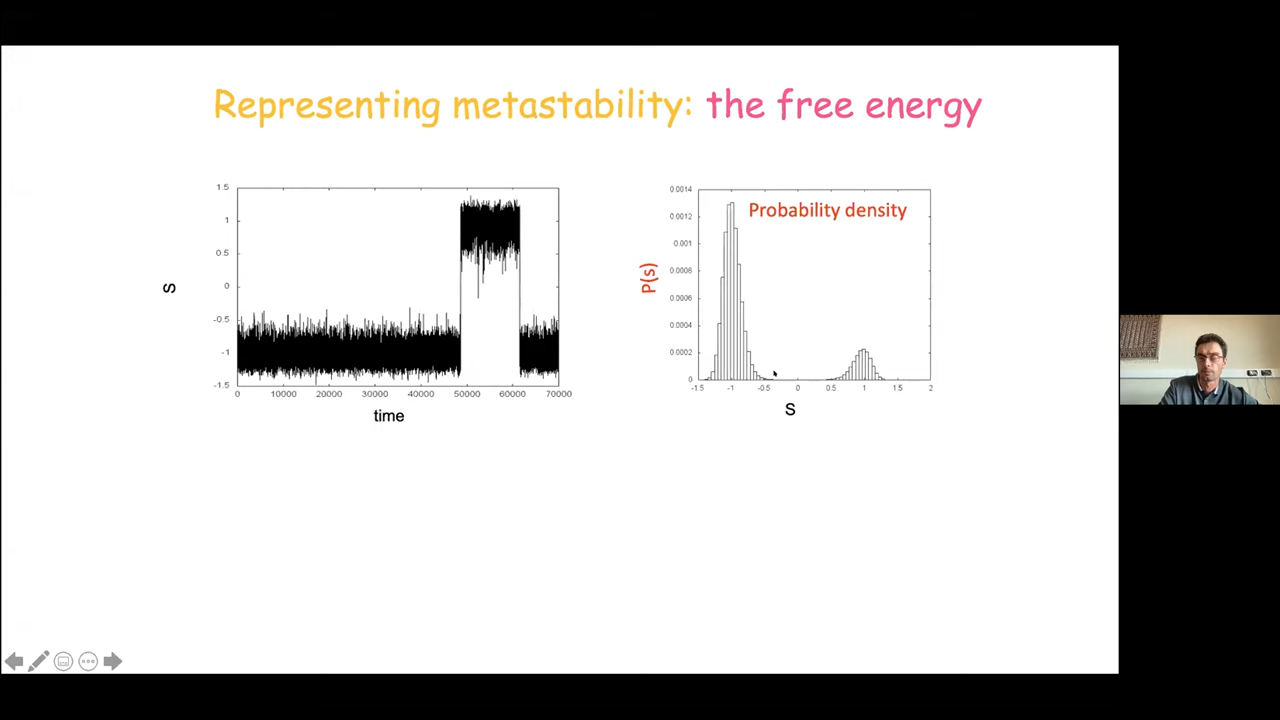 Representing metastability: the free energy
1.5
1
0.5
0
-0.5
-1
-1.5
S
0 10000 20000 30000 40000 50000 60000 70000
time
0.0014
0.0012
0.001
0.0008
0.0006
0.0004
0.0002
0
P(s)
Probability density
-1.5 -1 -0.5 0 0.5 1 1.5 2
S